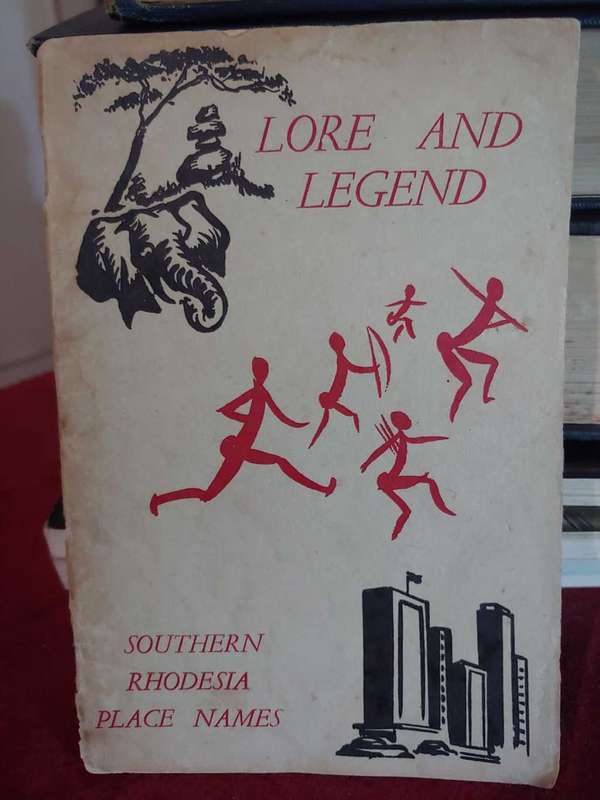 LORE AND
LEGEND
SOUTHERN
RHODESIA
PLACE NAMES